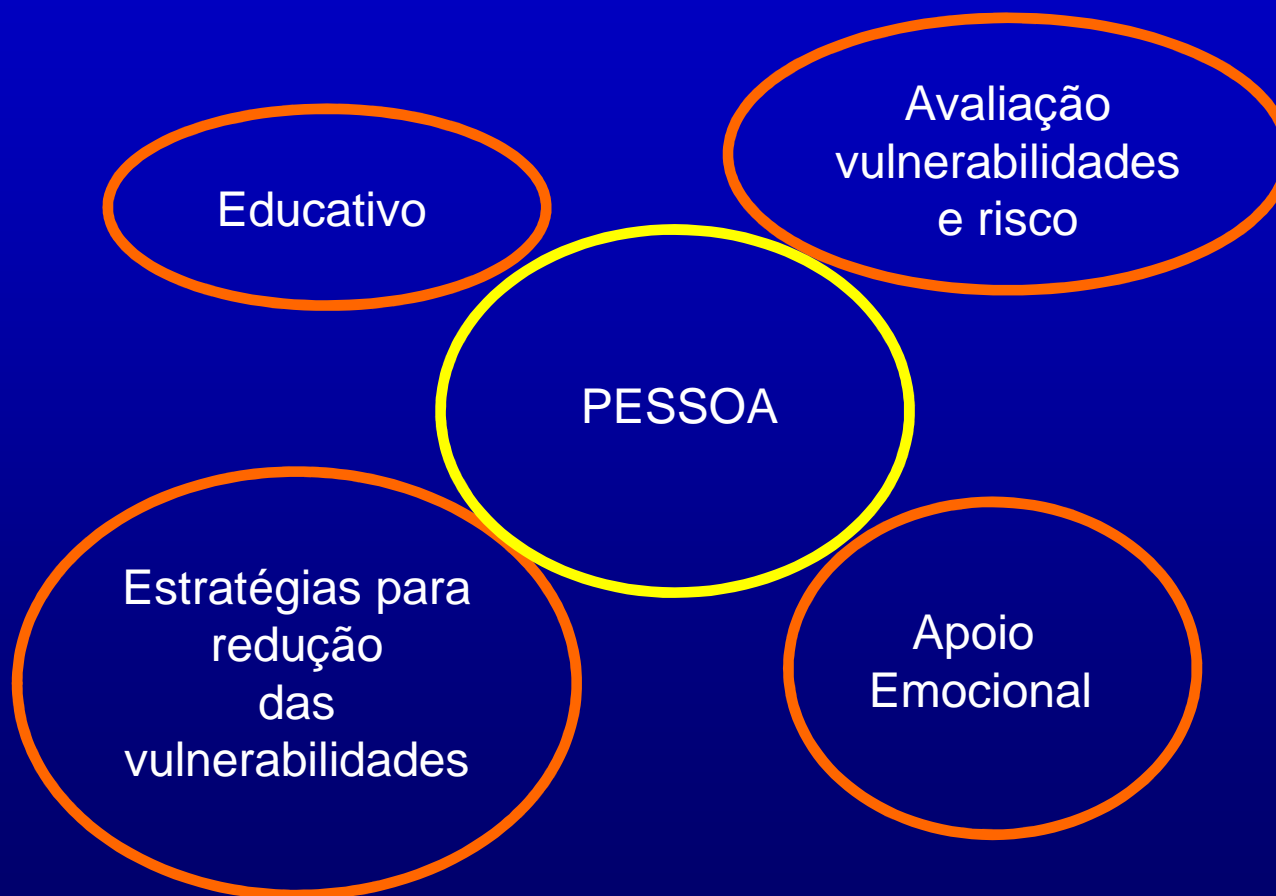 Educativo
Avaliação
vulnerabilidades
e risco
PESSOA
Estratégias para
redução
das
vulnerabilidades
Apoio
Emocional